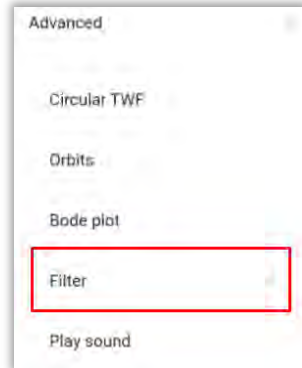 Advanced
Circular TWF
Orbits
Bode plot
Filter
Play sound